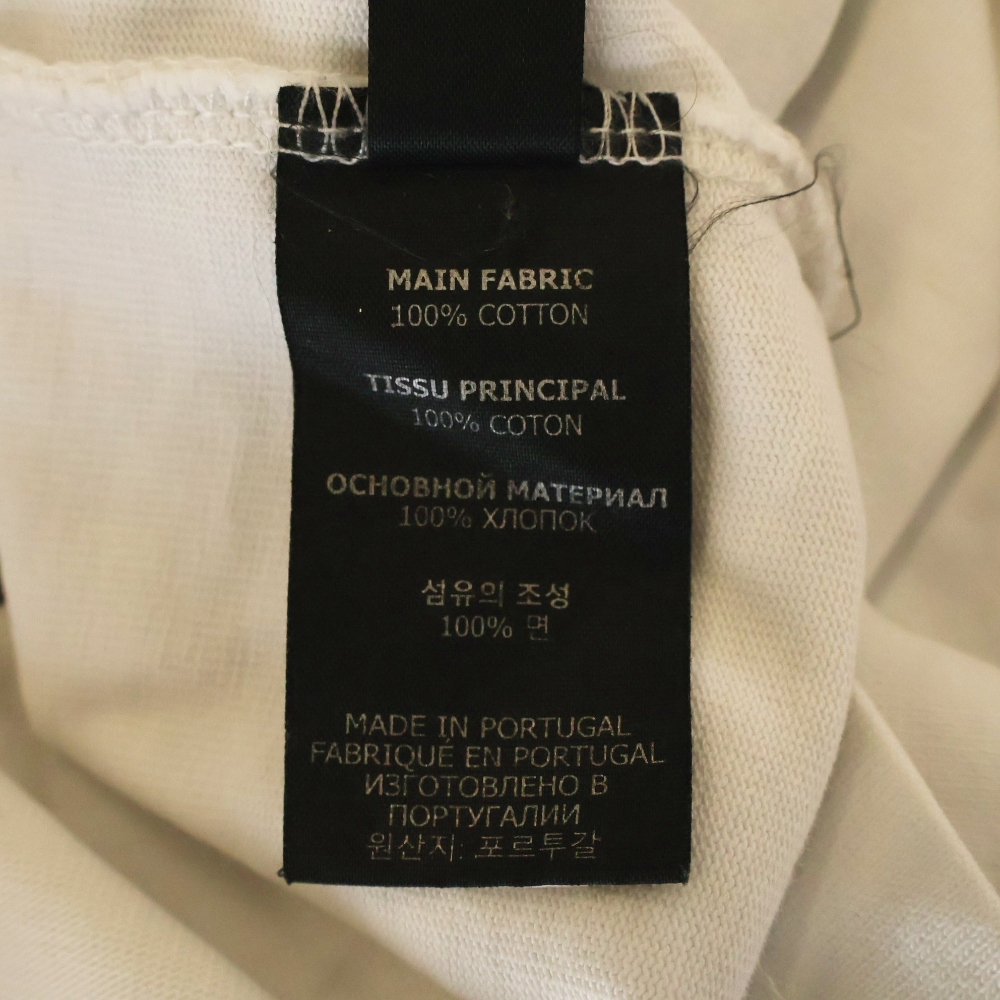 MAIN FABRIC
100% COTTON
TISSU PRINCIPAL
100% COTON
ОСНОВНОЙ МАТЕРИАЛ
100% ХЛОПОК
섬유의 조성
100% 면
MADE IN PORTUGAL
FABRIQUÉ EN PORTUGAL
ИЗГОТОВЛЕНО В
ПОРТУГАЛИИ
원산지: 포르투갈